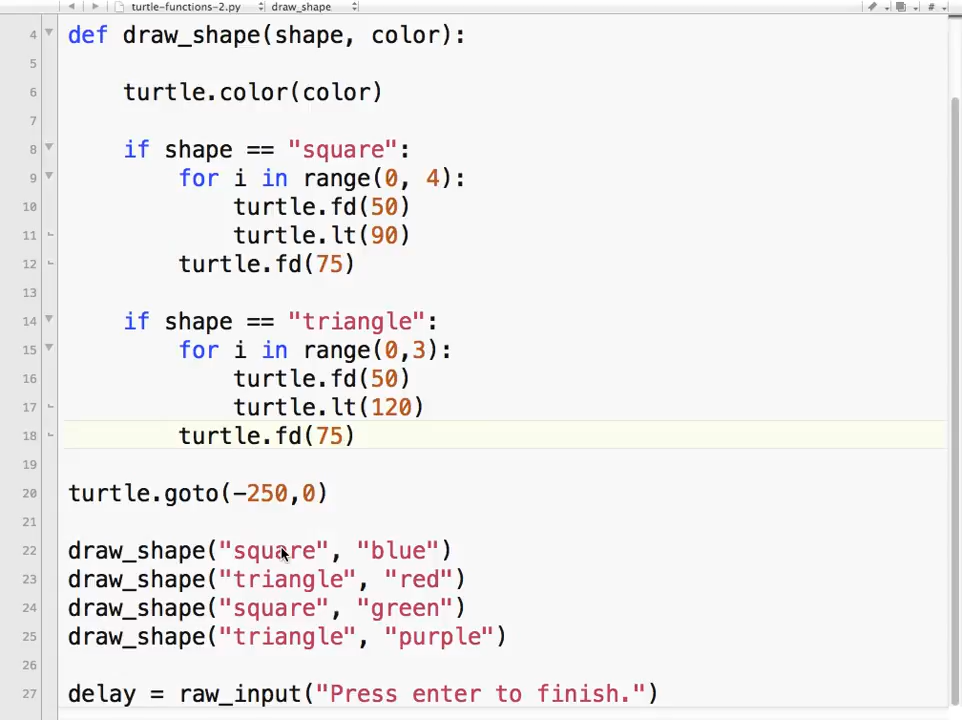 turtle-functions-2.py draw_shape #
4 def draw_shape(shape, color):
5
6 turtle.color(color)
7
8 if shape == "square":
9 for i in range(0, 4):
10 turtle.fd(50)
11 turtle.lt(90)
12 turtle.fd(75)
13
14 if shape == "triangle":
15 for i in range(0,3):
16 turtle.fd(50)
17 turtle.lt(120)
18 turtle.fd(75)
19
20 turtle.goto(-250,0)
21
22 draw_shape("square", "blue")
23 draw_shape("triangle", "red")
24 draw_shape("square", "green")
25 draw_shape("triangle", "purple")
26
27 delay = raw_input("Press enter to finish.")